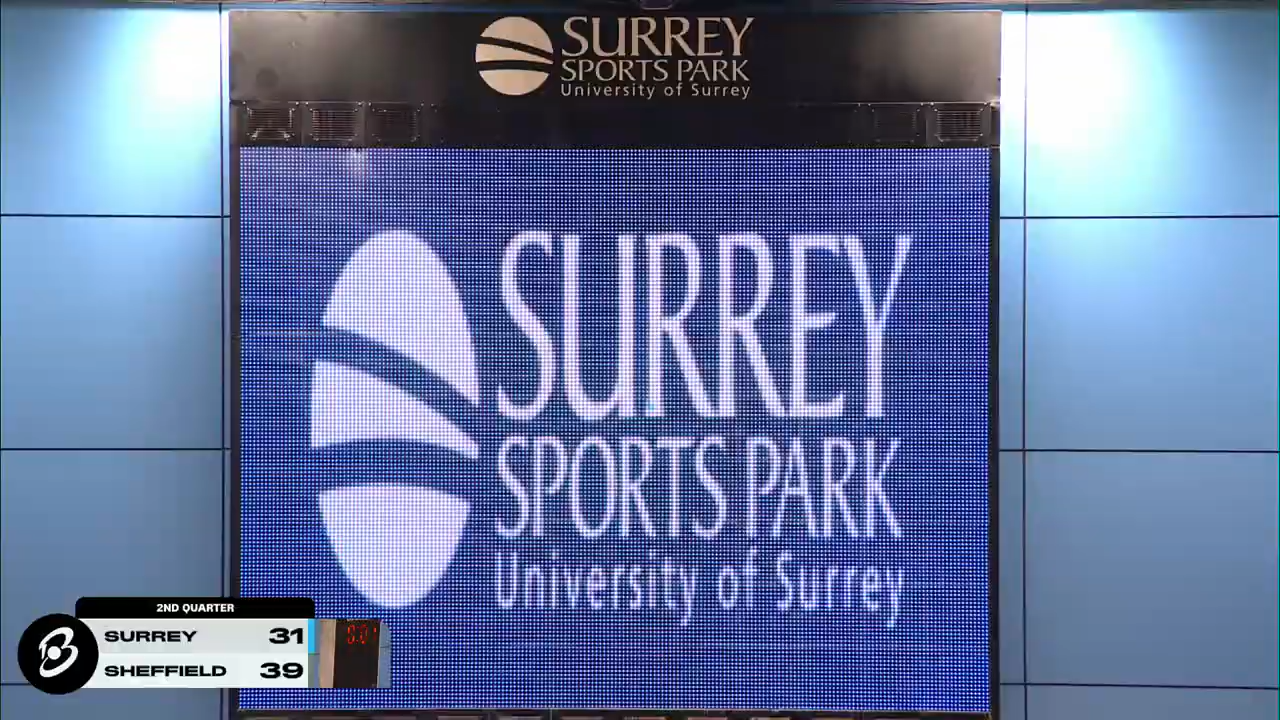 SURREY
SPORTS PARK
University of Surrey
SURREY
SPORTS PARK
University of Surrey
2ND QUARTER
SURREY 31
SHEFFIELD 39